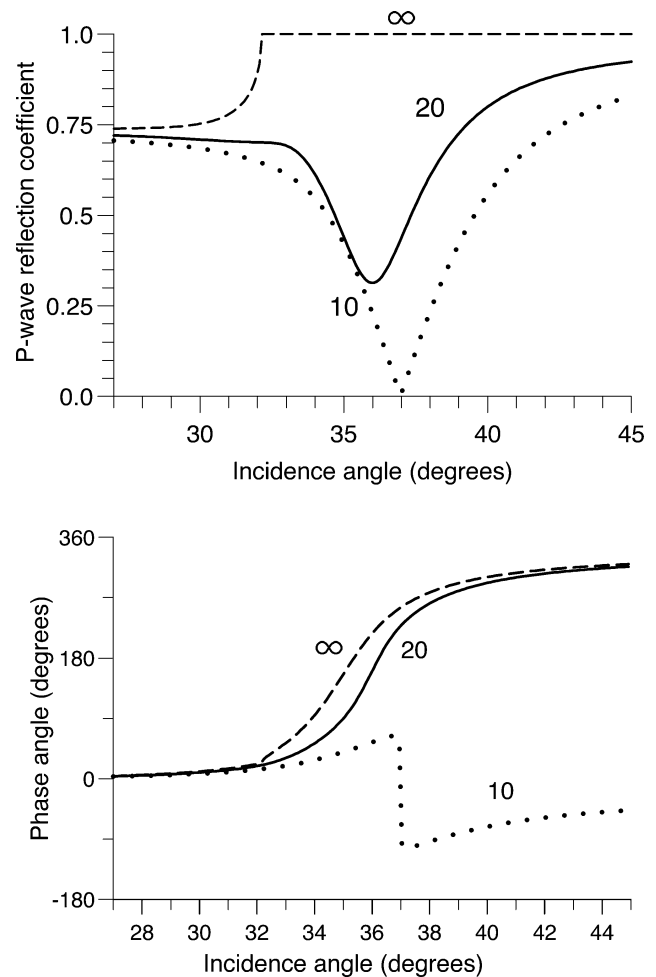 ∞
1.0
20
0.75
P-wave reflection coefficient
0.5
10
0.25
0.0
30 35 40 45
Incidence angle (degrees)
360
∞
20
180
Phase angle (degrees)
0
10
-180
28 30 32 34 36 38 40 42 44
Incidence angle (degrees)